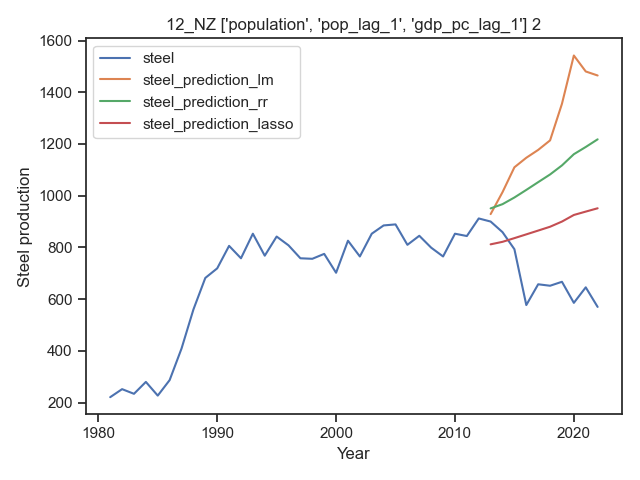 12_NZ ['population', 'pop_lag_1', 'gdp_pc_lag_1'] 2
steel
steel_prediction_lm
steel_prediction_rr
steel_prediction_lasso
Steel production
1600
1400
1200
1000
800
600
400
200
1980
1990
2000
2010
2020
Year